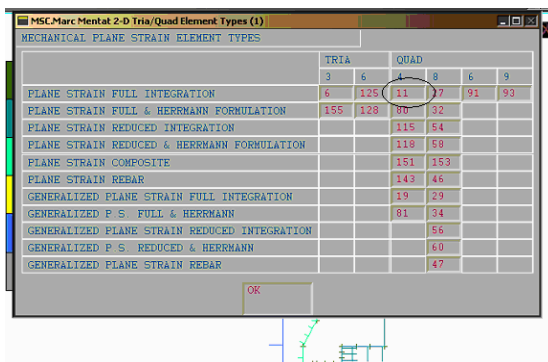 MSC.Marc Mentat 2-D Tria/Quad Element Types (1)
MECHANICAL PLANE STRAIN ELEMENT TYPES
TRIA QUAD
3 6 4 8 6 9
PLANE STRAIN FULL INTEGRATION 6 125 11 27 91 93
PLANE STRAIN FULL & HERRMANN FORMULATION 155 128 80 32
PLANE STRAIN REDUCED INTEGRATION 115 54
PLANE STRAIN REDUCED & HERRMANN FORMULATION 118 58
PLANE STRAIN COMPOSITE 151 153
PLANE STRAIN REBAR 143 46
GENERALIZED PLANE STRAIN FULL INTEGRATION 19 29
GENERALIZED P S FULL & HERRMANN 81 34
GENERALIZED PLANE STRAIN REDUCED INTEGRATION 56
GENERALIZED P S REDUCED & HERRMANN 60
GENERALIZED PLANE STRAIN REBAR 47
OK